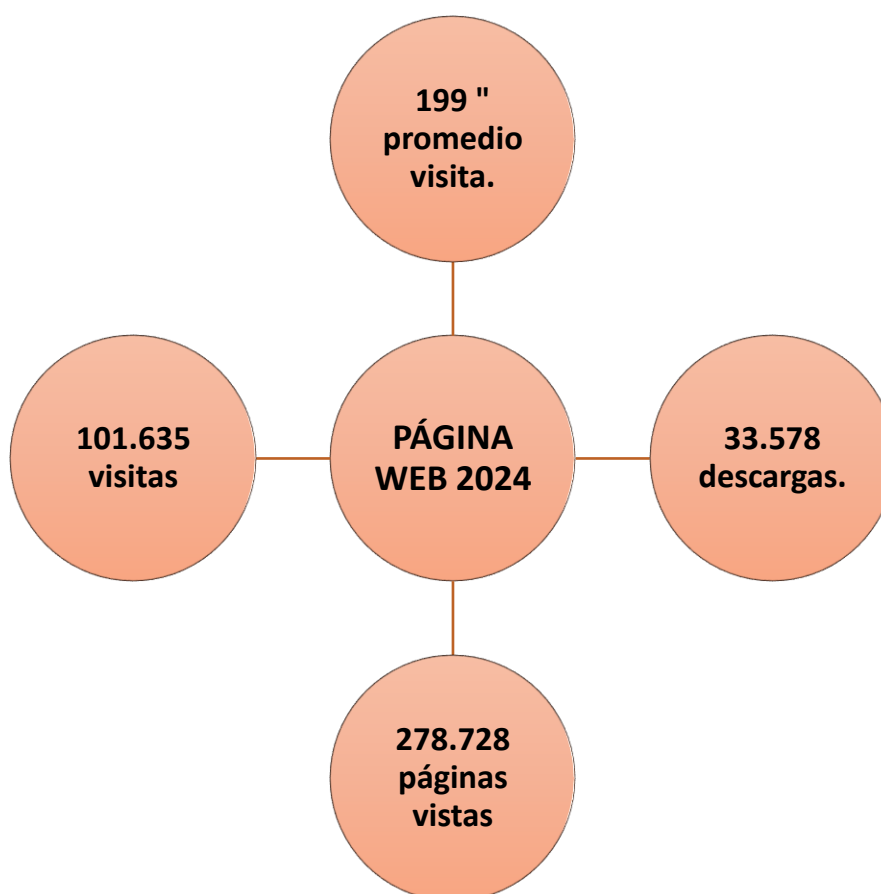 199 "
promedio
visita.
101.635
visitas
PÁGINA
WEB 2024
33.578
descargas.
278.728
páginas
vistas